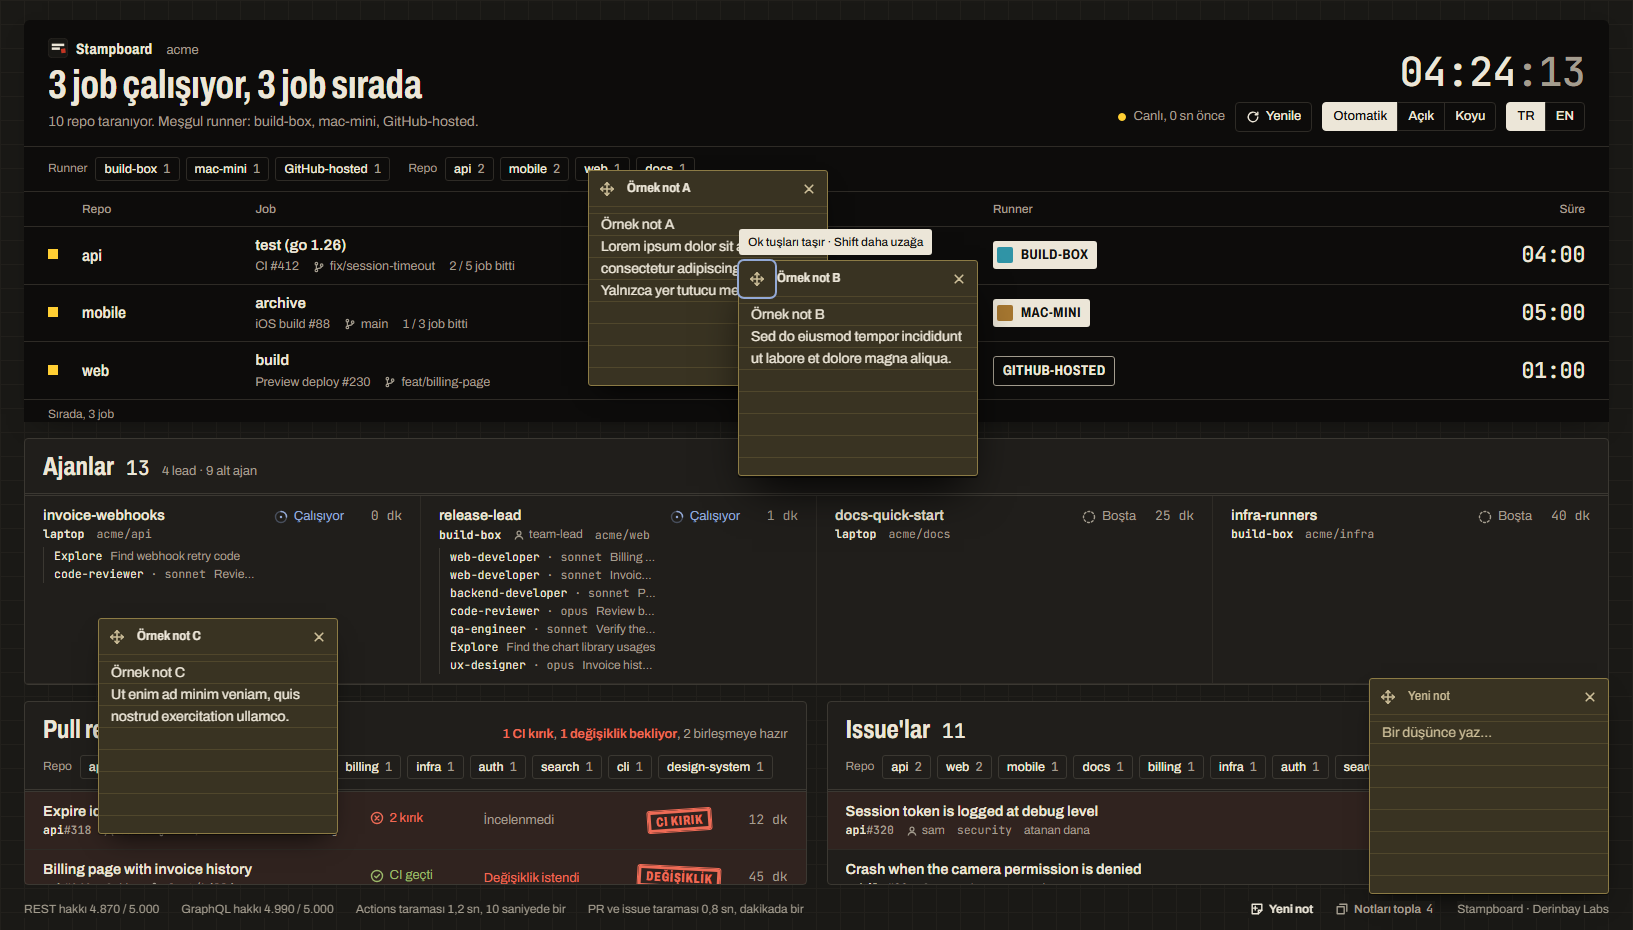 Stampboard acme
3 job çalışıyor, 3 job sırada
10 repo taranıyor. Meşgul runner: build-box, mac-mini, GitHub-hosted.
04:24:13
Canlı, 0 sn önce
Yenile
Otomatik Açık Koyu
TR EN
Runner build-box 1 mac-mini 1 GitHub-hosted 1 Repo api 2 mobile 2 web 1 docs 1
Repo Job Runner Süre
api
test (go 1.26)
CI #412 fix/session-timeout 2 / 5 job bitti
BUILD-BOX
04:00
mobile
archive
iOS build #88 main 1 / 3 job bitti
MAC-MINI
05:00
web
build
Preview deploy #230 feat/billing-page
GITHUB-HOSTED
01:00
Sırada, 3 job
Örnek not A
Örnek not A
Lorem ipsum dolor sit
consectetur adipiscing
Yalnızca yer tutucu
Ok tuşları taşır · Shift daha uzağa
Örnek not B
Örnek not B
Sed do eiusmod tempor incididunt
ut labore et dolore magna aliqua.
Ajanlar 13 4 lead · 9 alt ajan
invoice-webhooks Çalışıyor 0 dk
laptop acme/api
Explore Find webhook retry code
code-reviewer · sonnet Revie...
release-lead Çalışıyor 1 dk
build-box team-lead acme/web
web-developer · sonnet Billing ...
web-developer · sonnet Invoic...
backend-developer · sonnet P...
code-reviewer · opus Review b...
qa-engineer · sonnet Verify the...
Explore Find the chart library usages
ux-designer · opus Invoice hist...
docs-quick-start Boşta 25 dk
laptop acme/docs
infra-runners Boşta 40 dk
build-box acme/infra
Örnek not C
Örnek not C
Ut enim ad minim veniam, quis
nostrud exercitation ullamco.
Pull
1 CI kırık, 1 değişiklik bekliyor, 2 birleşmeye hazır
Repo billing 1 infra 1 auth 1 search 1 cli 1 design-system 1
Expire
api#318
2 kırık
İncelenmedi
CI KIRIK
12 dk
Billing page with invoice history
CI geçti
Değişiklik istendi
DEĞİŞİKLİK
45 dk
Issue'lar 11
Repo api 2 web 2 mobile 1 docs 1 billing 1 infra 1 auth 1
Session token is logged at debug level
api#320 sam security atanan dana
Crash when the camera permission is denied
Yeni not
Bir düşünce yaz...
REST hakkı 4.870 / 5.000 GraphQL hakkı 4.990 / 5.000 Actions taraması 1,2 sn, 10 saniyede bir PR ve issue taraması 0,8 sn, dakikada bir
Yeni not Notları topla 4 Stampboard · Derinbay Labs